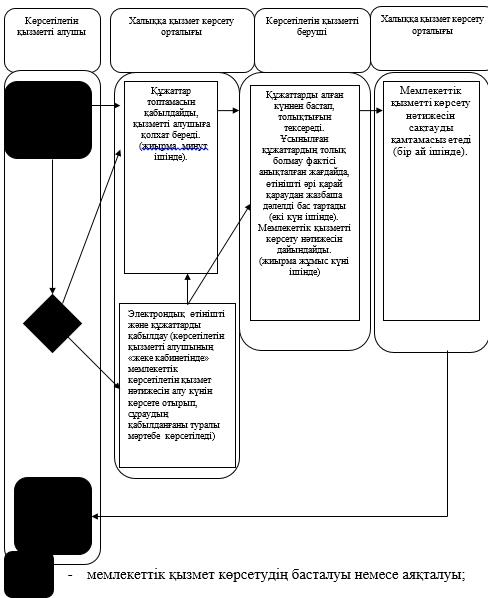 Көрсетілетін
қызметті алушы
Халыққа қызмет көрсету
орталығы
Көрсетілетін қызметті
беруші
Халыққа қызмет көрсету
орталығы
Құжаттар
топтамасын
қабылдайды,
қызметті алушыға
қолхат береді.
(жиырма минут
ішінде).
Құжаттарды алған
күннен бастап,
толықтығын
тексереді.
Ұсынылған
құжаттардың толық
болмау фактісі
анықталған жағдайда,
өтінішті әрі қарай
қараудан жазбаша
дәлелді бас тартады
(екі күн ішінде).
Мемлекеттік қызметті
көрсету нәтижесін
дайындайды.
(жиырма жұмыс күні
ішінде)
Мемлекеттік
қызметті көрсету
нәтижесін
сақтауды
қамтамасыз етеді
(бір ай ішінде).
Электрондық өтінішті
және құжаттарды
қабылдау (көрсетілетін
қызметті алушының
«жеке кабинетінде»
мемлекеттік
көрсетілетін қызмет
нәтижесін алу күнін
көрсете отырып,
сұраудың
қабылданғаны туралы
мәртебе көрсетіледі)
- мемлекеттік қызмет көрсетудің басталуы немесе аяқталуы;